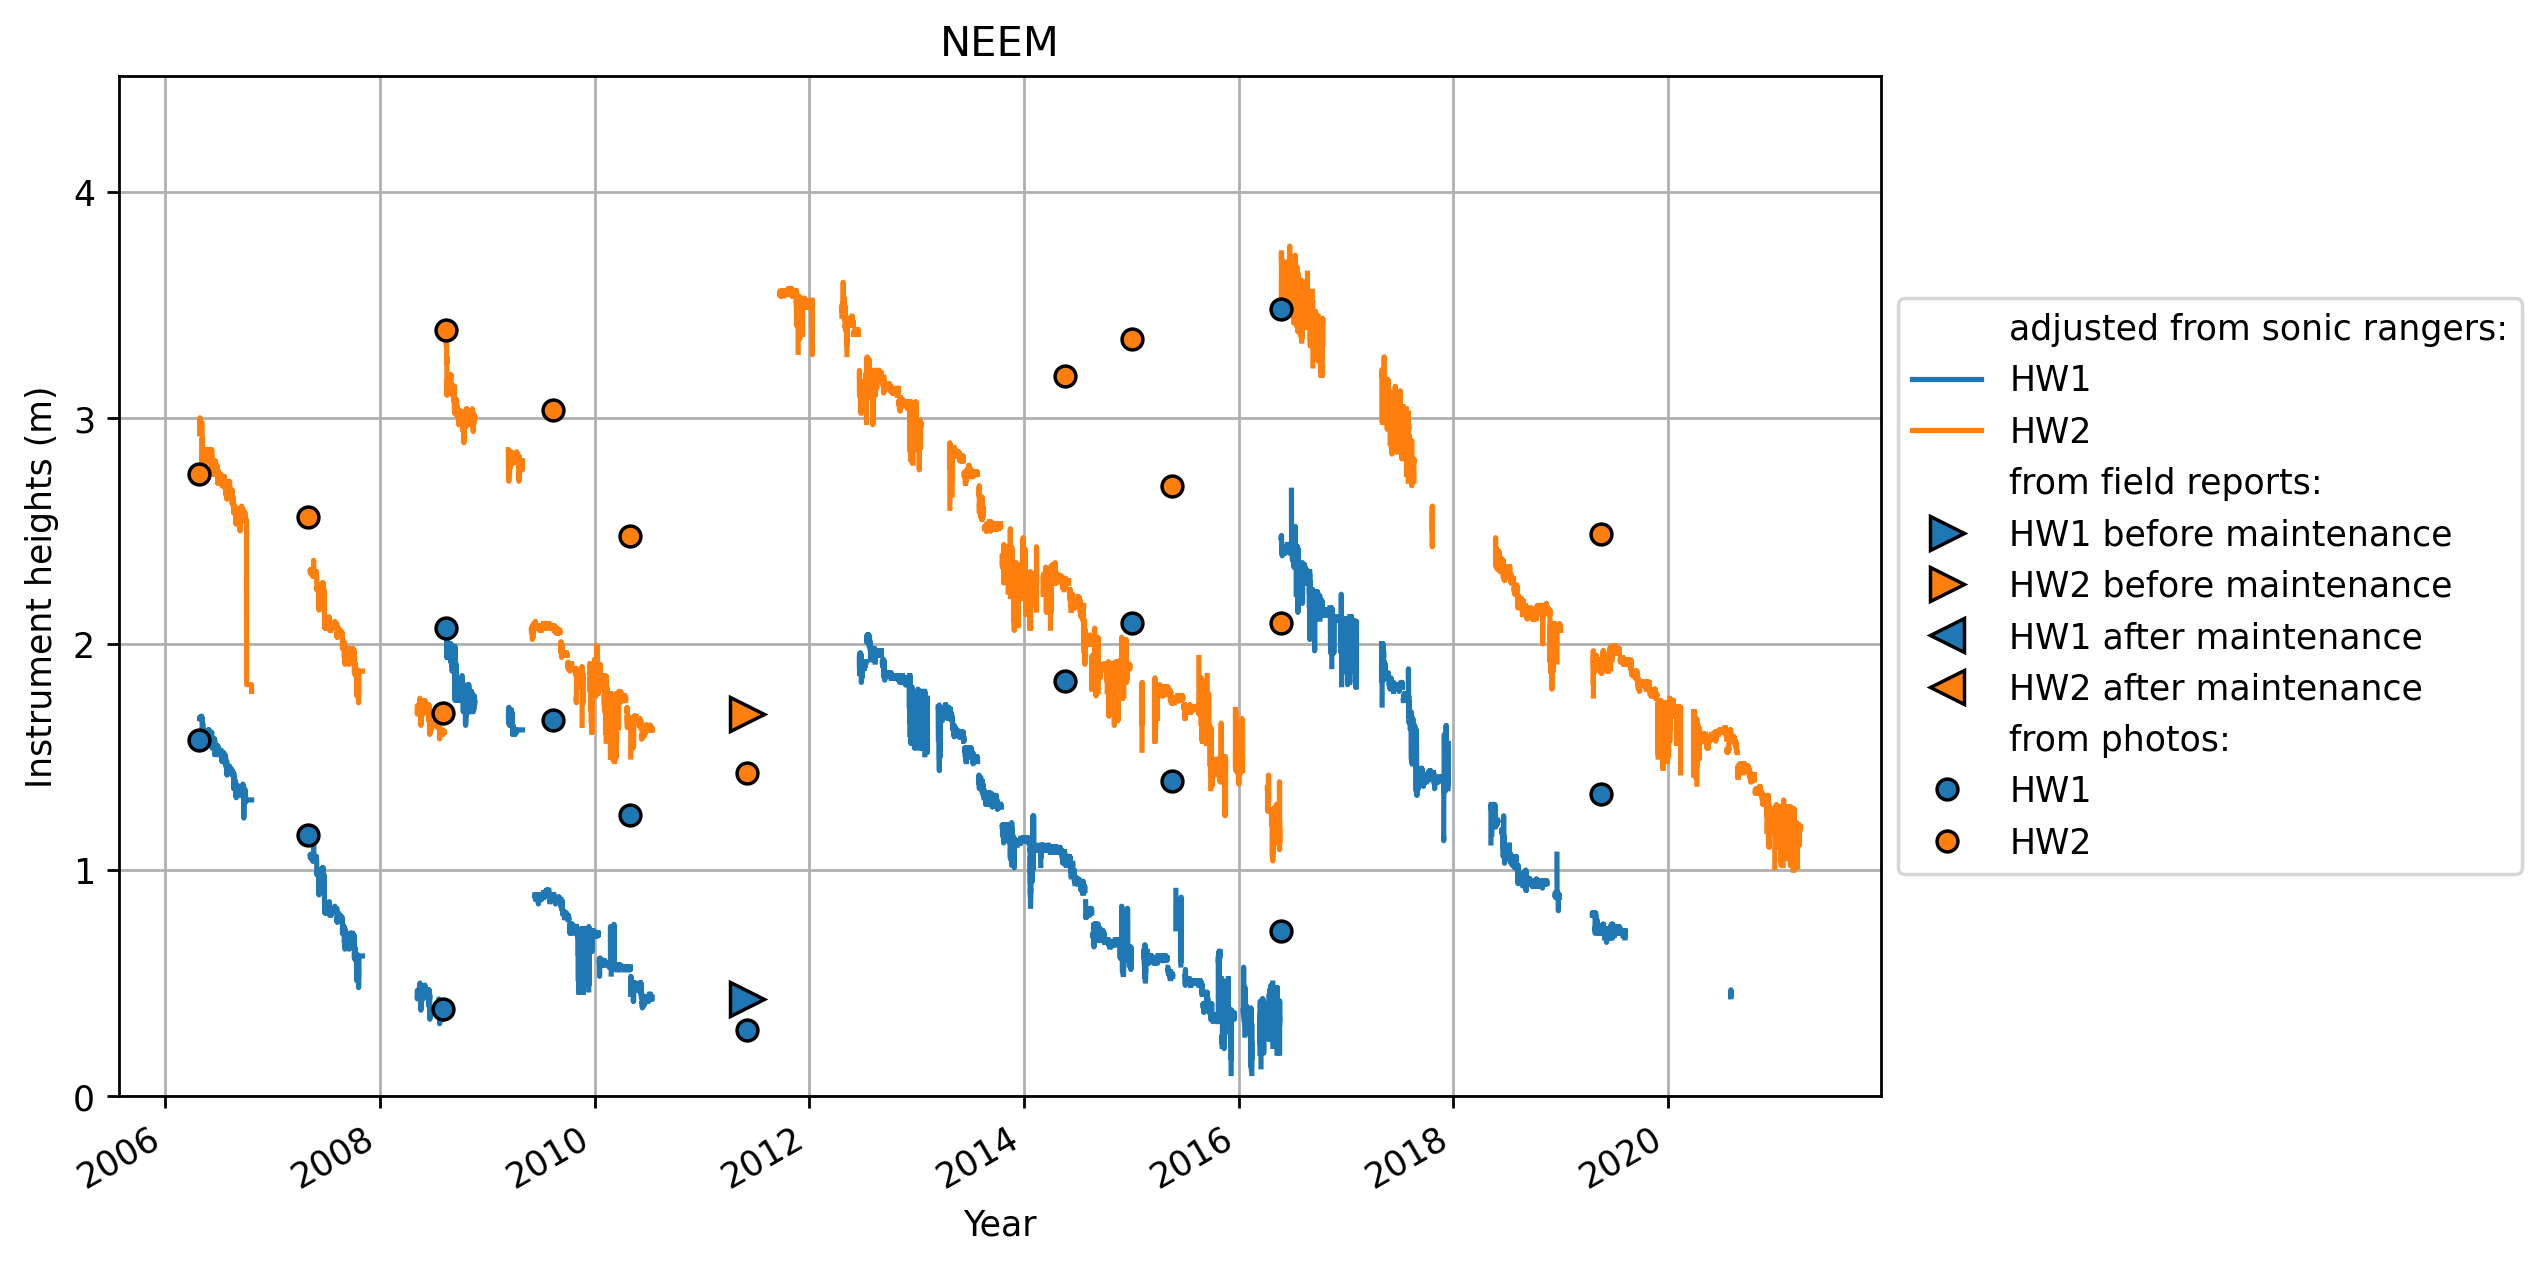 NEEM
Instrument heights (m)
4
3
2
1
0
2006
2008
2010
2012
2014
2016
2018
2020
Year
adjusted from sonic rangers:
HW1
HW2
from field reports:
HW1 before maintenance
HW2 before maintenance
HW1 after maintenance
HW2 after maintenance
from photos:
HW1
HW2